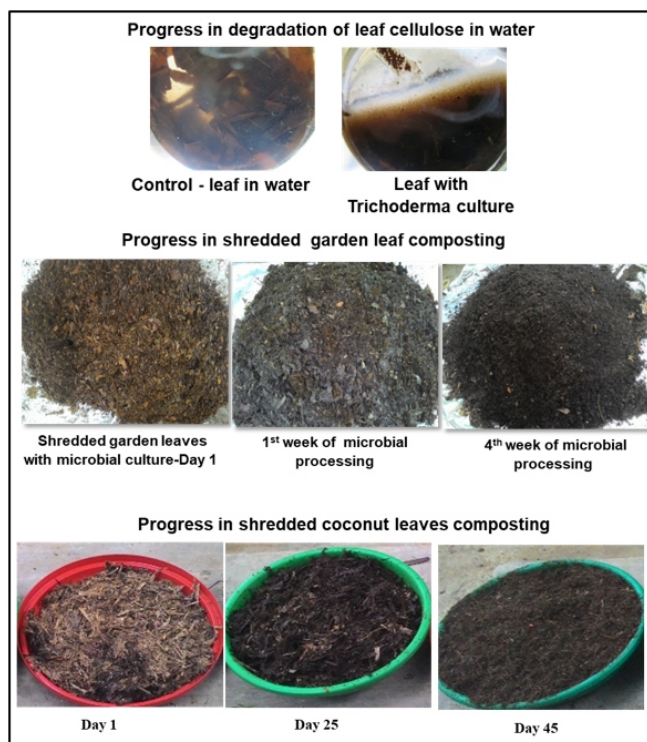 Progress in degradation of leaf cellulose in water
Control - leaf in water
Leaf with
Trichoderma culture
Progress in shredded garden leaf composting
Shredded garden leaves
with microbial culture-Day 1
1st week of microbial
processing
4th week of microbial
processing
Progress in shredded coconut leaves composting
Day 1
Day 25
Day 45